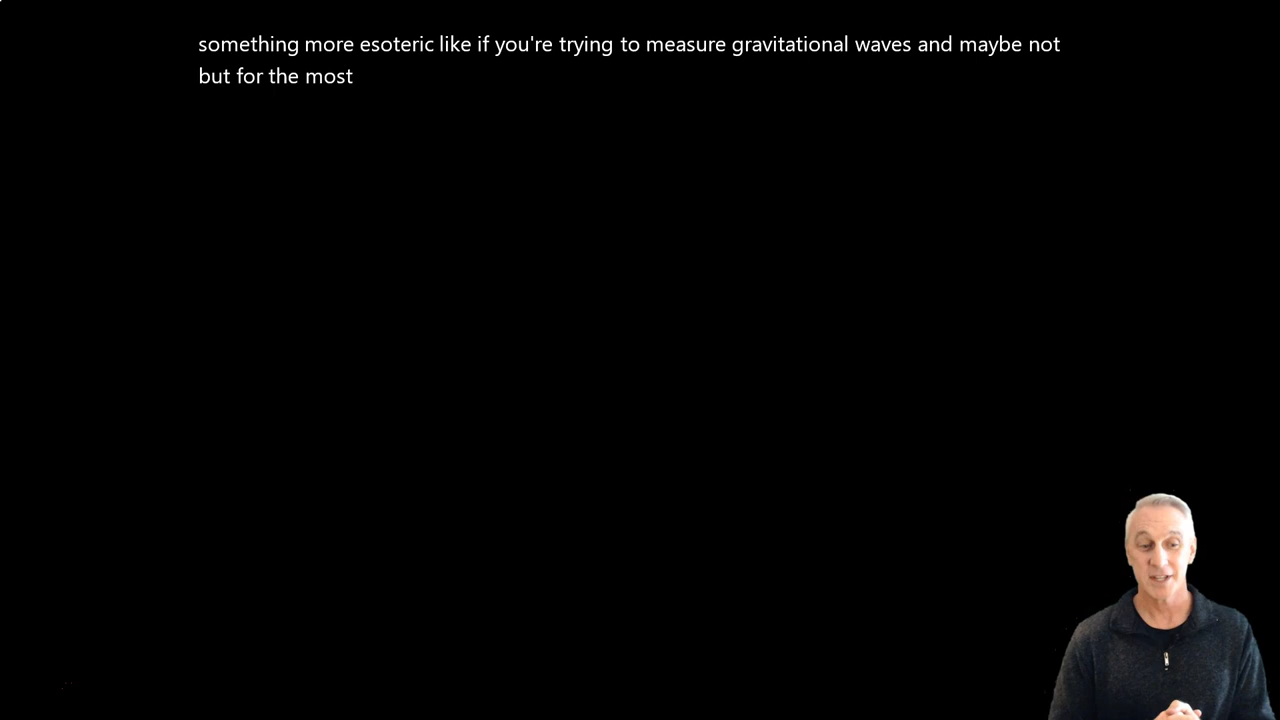 something more esoteric like if you're trying to measure gravitational waves and maybe not
but for the most